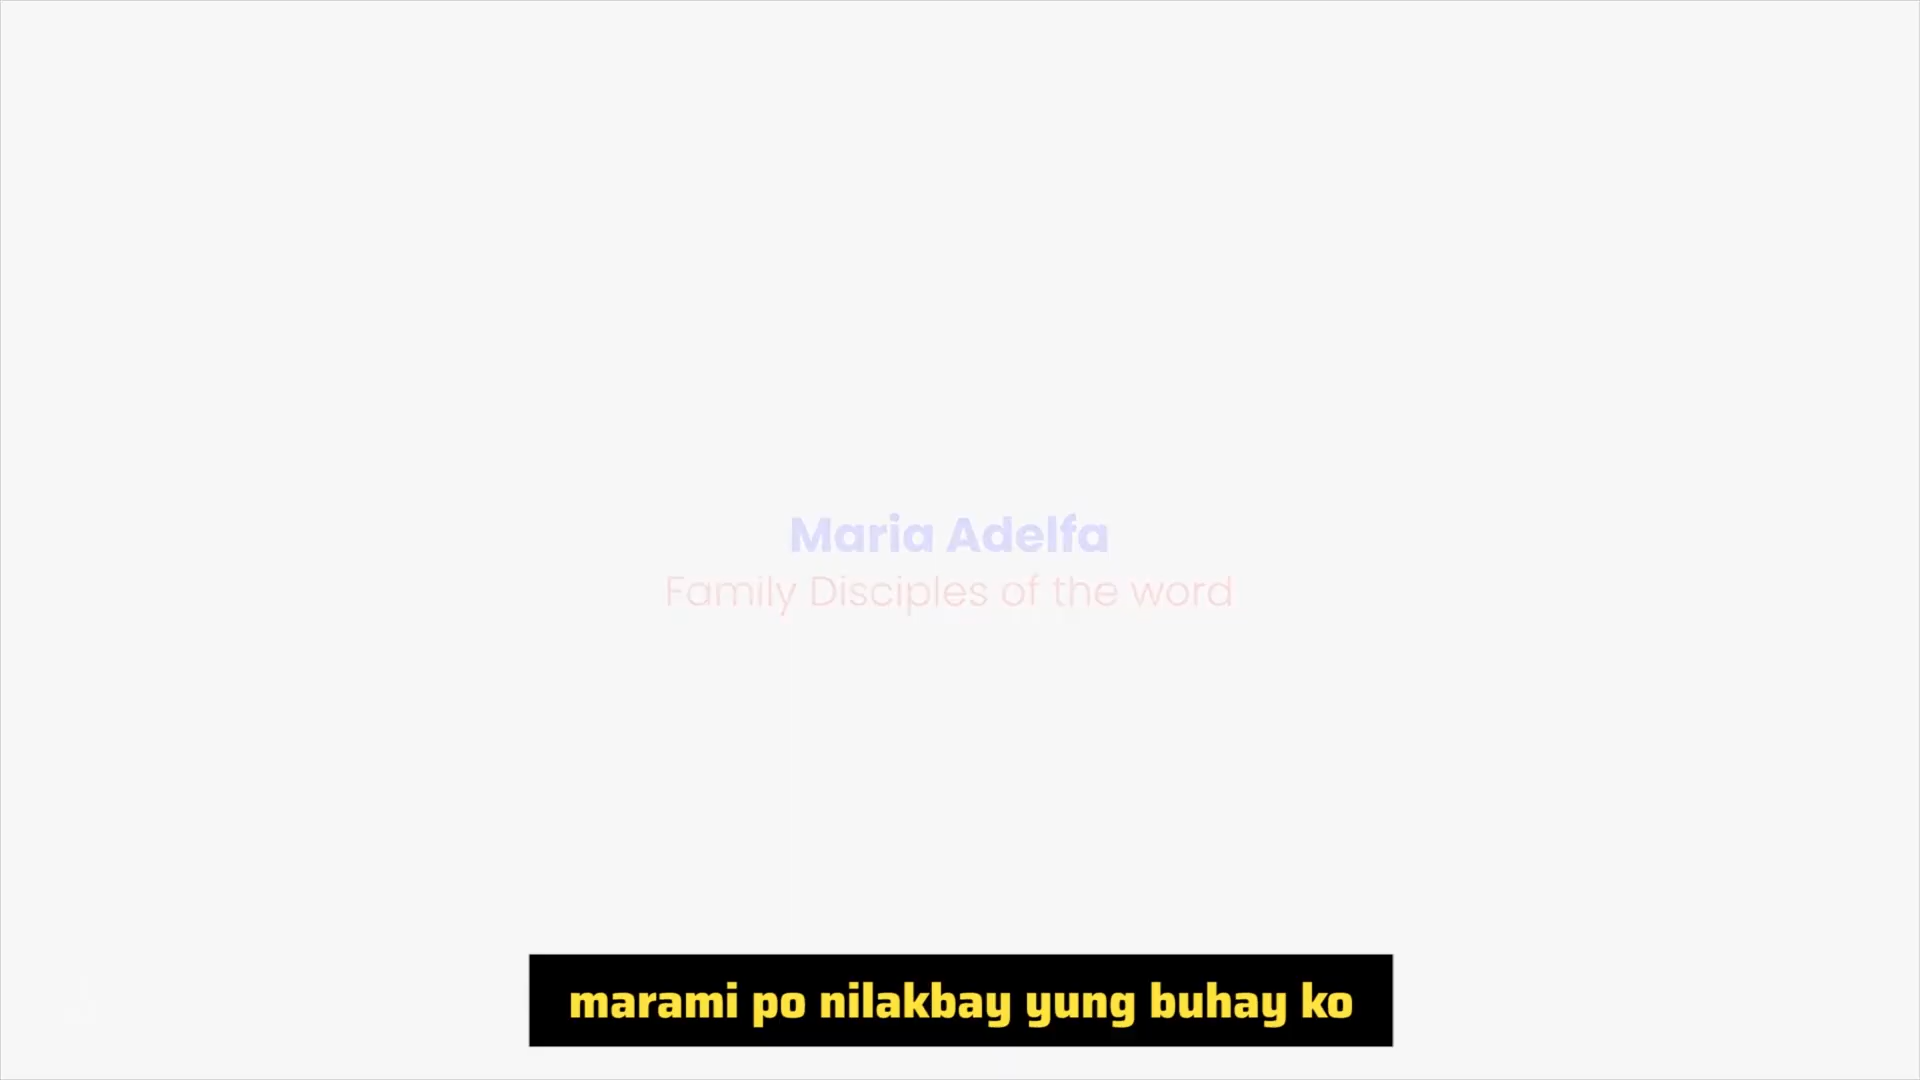 Maria Adelfa
Family Disciples of the word
marami po nilakbay yung buhay ko